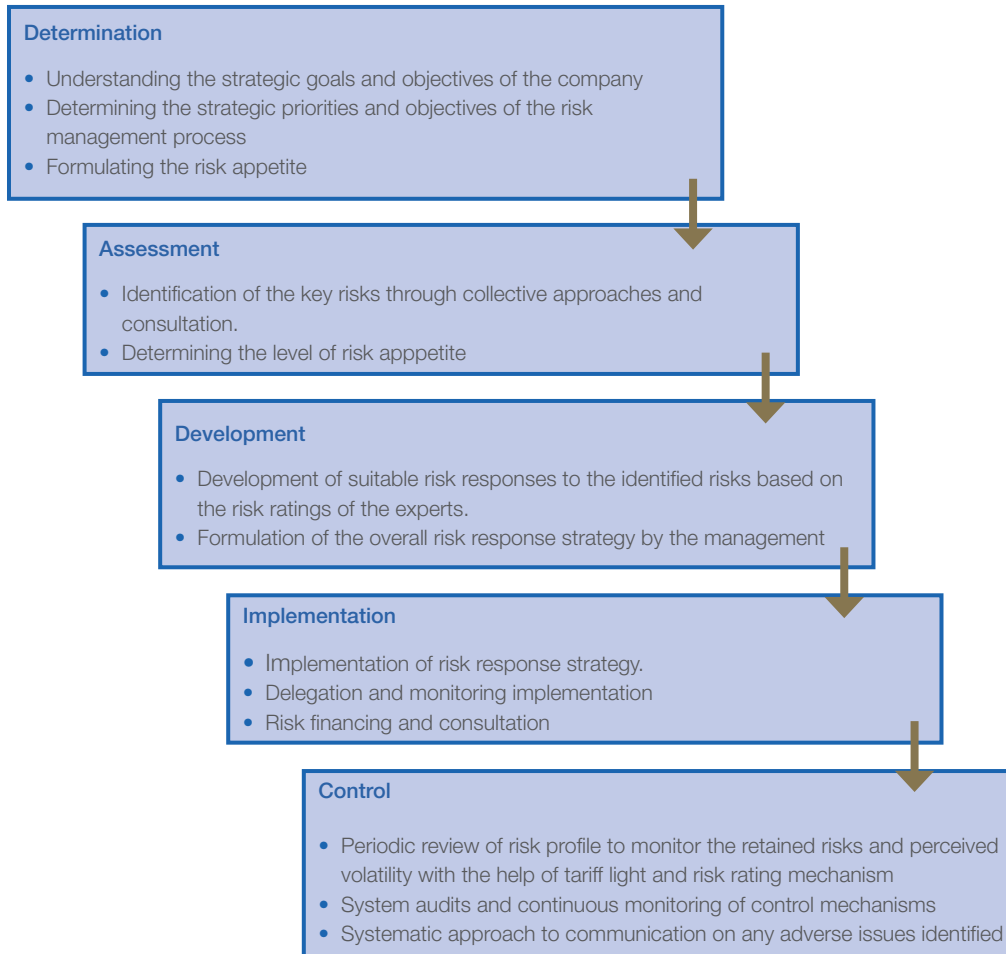 Determination
• Understanding the strategic goals and objectives of the company
• Determining the strategic priorities and objectives of the risk
management process
• Formulating the risk appetite
Assessment
• Identification of the key risks through collective approaches and
consultation.
• Determining the level of risk apppetite
Development
• Development of suitable risk responses to the identified risks based on
the risk ratings of the experts.
• Formulation of the overall risk response strategy by the management
Implementation
• Implementation of risk response strategy.
• Delegation and monitoring implementation
• Risk financing and consultation
Control
• Periodic review of risk profile to monitor the retained risks and perceived
volatility with the help of tariff light and risk rating mechanism
• System audits and continuous monitoring of control mechanisms
• Systematic approach to communication on any adverse issues identified